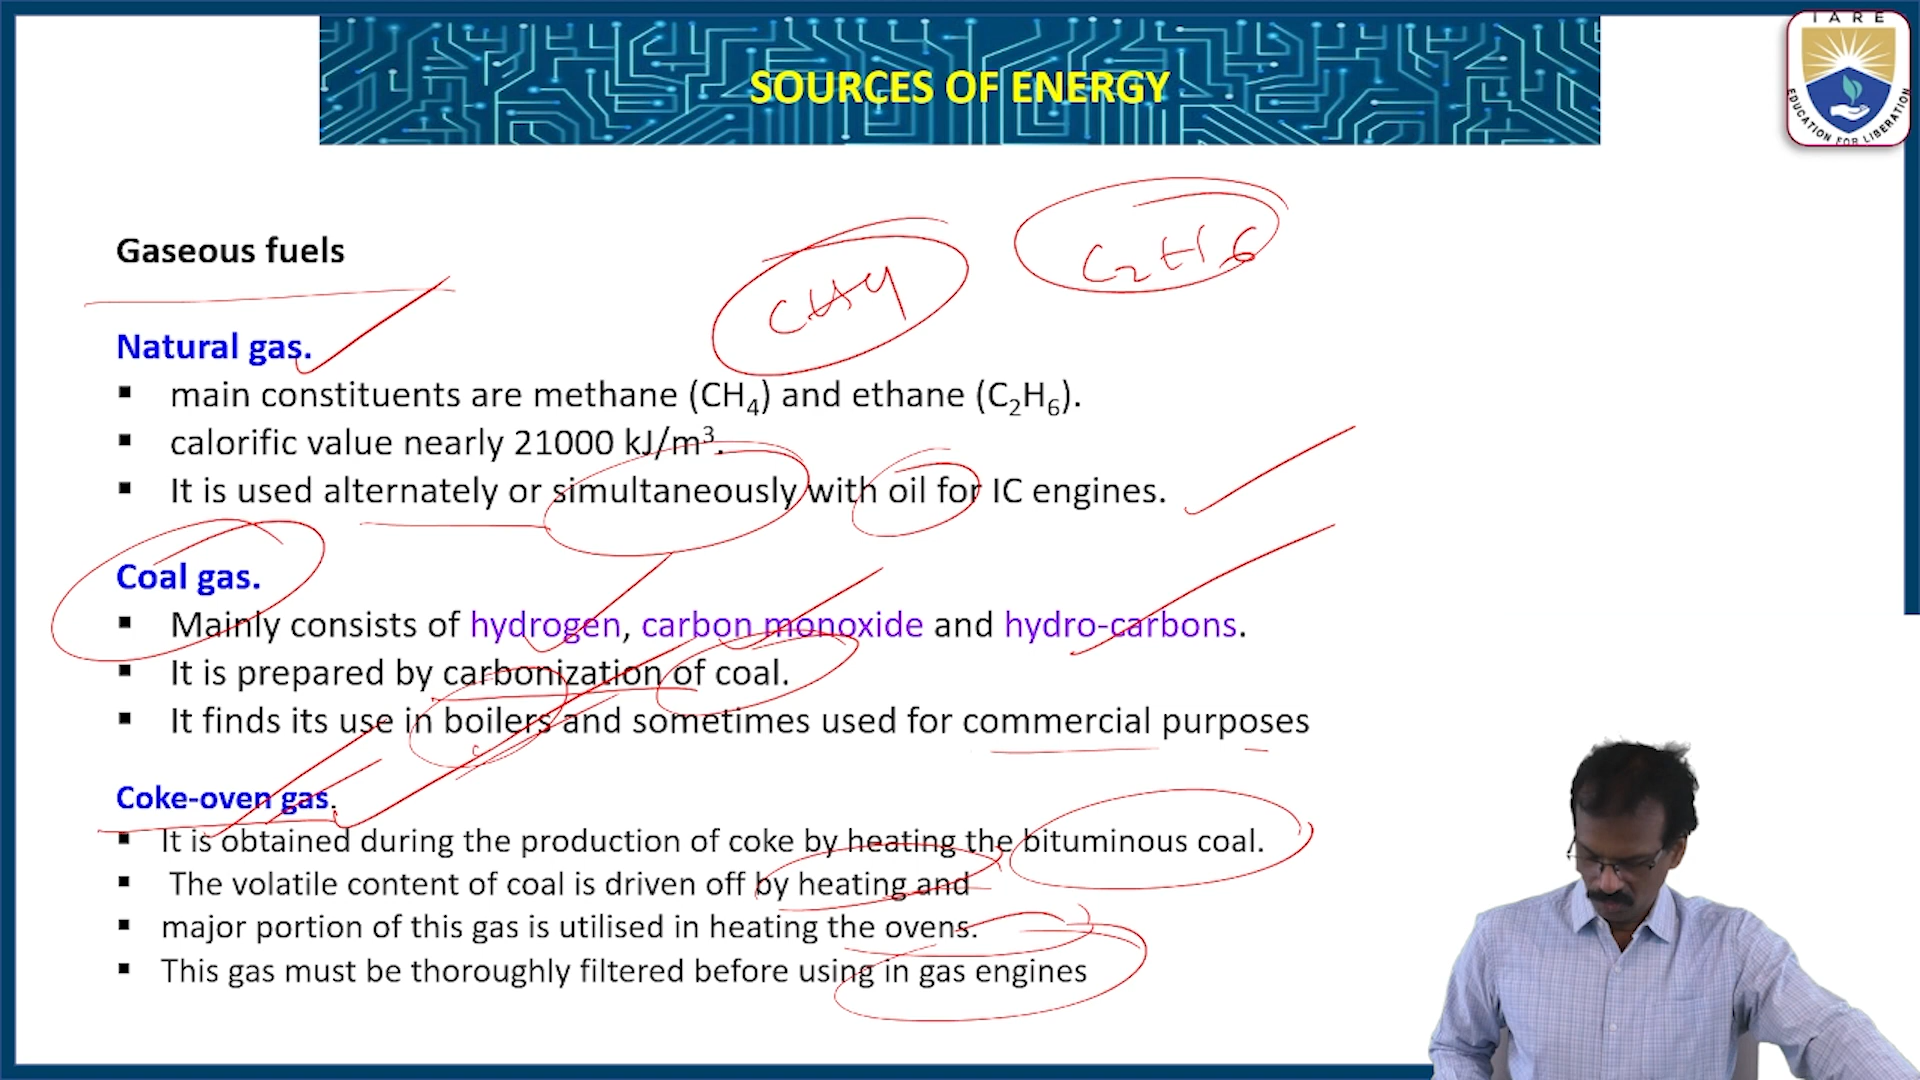 IARE
EDUCATION FOR LIBERATION
SOURCES OF ENERGY
Gaseous fuels
CH4
C2H6
Natural gas.
▪ main constituents are methane (CH₄) and ethane (C₂H₆).
▪ calorific value nearly 21000 kJ/m³.
▪ It is used alternately or simultaneously with oil for IC engines.
Coal gas.
▪ Mainly consists of hydrogen, carbon monoxide and hydro-carbons.
▪ It is prepared by carbonization of coal.
▪ It finds its use in boilers and sometimes used for commercial purposes
Coke-oven gas.
▪ It is obtained during the production of coke by heating the bituminous coal.
▪ The volatile content of coal is driven off by heating and
▪ major portion of this gas is utilised in heating the ovens.
▪ This gas must be thoroughly filtered before using in gas engines